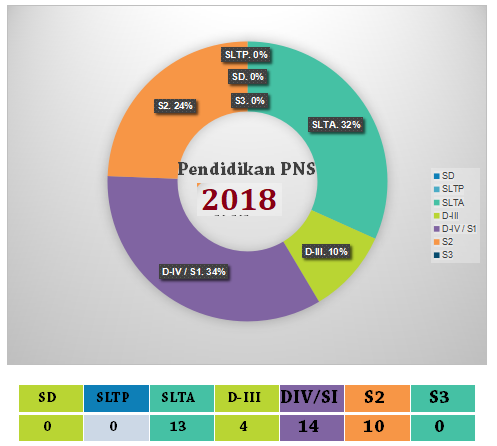 SLTP. 0%
SD. 0%
S3. 0%
S2. 24%
SLTA. 32%
Pendidikan PNS
2018
D-III. 10%
D-IV / S1. 34%
SD
SLTP
SLTA
D-III
D-IV / S1
S2
S3
SD SLTP SLTA D-III DIV/SI S2 S3
0 0 13 4 14 10 0